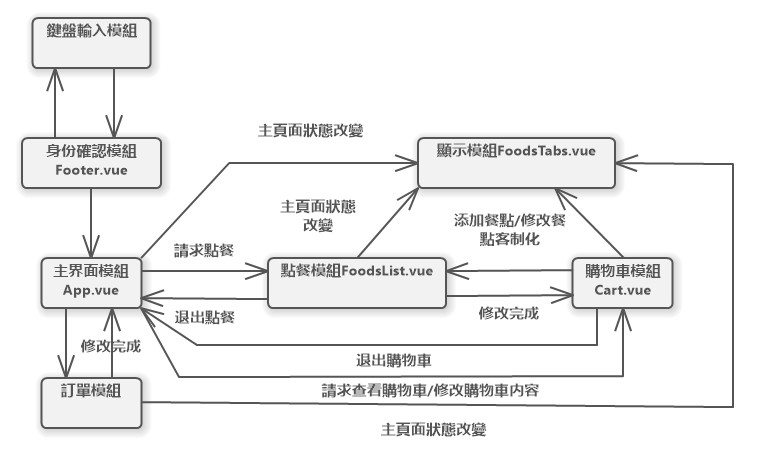 鍵盤輸入模組
身份確認模組
Footer.vue
主頁面狀態改變
顯示模組FoodsTabs.vue
主頁面狀態
改變
添加餐點/修改餐
點客制化
請求點餐
主界面模組
App.vue
點餐模組FoodsList.vue
購物車模組
Cart.vue
退出點餐
修改完成
修改完成
退出購物車
訂單模組
請求查看購物車/修改購物車内容
主頁面狀態改變